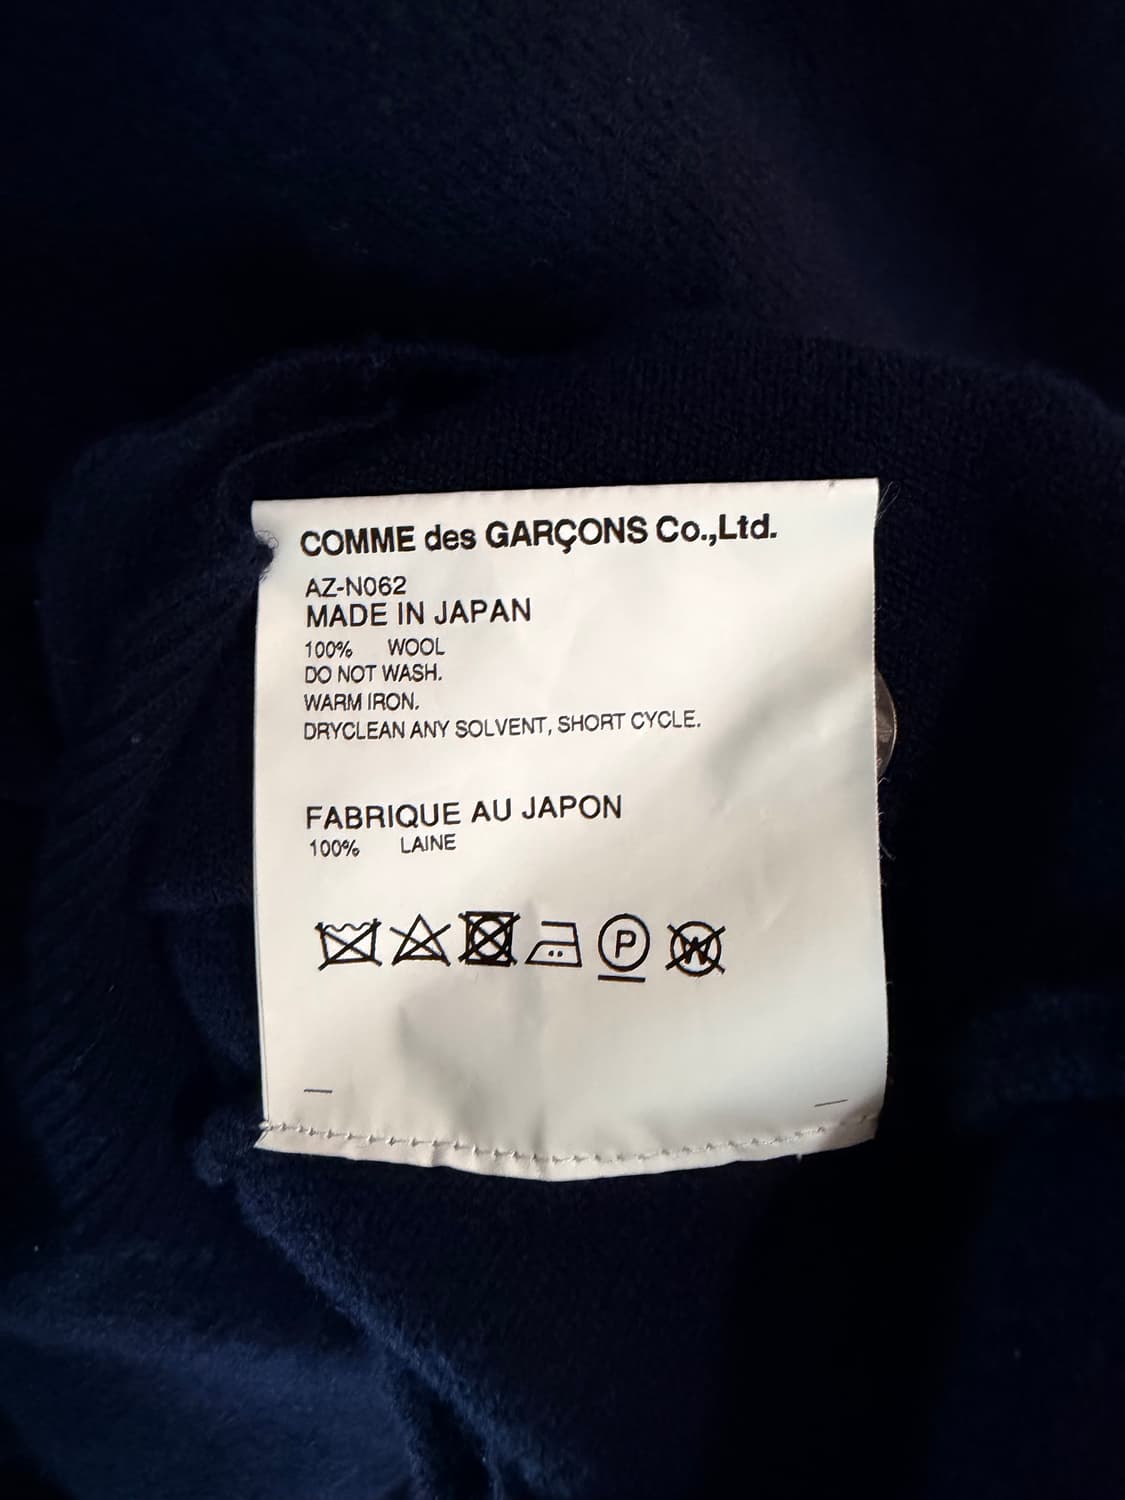 COMME des GARÇONS Co.,Ltd.
AZ-N062
MADE IN JAPAN
100% WOOL
DO NOT WASH.
WARM IRON.
DRYCLEAN ANY SOLVENT, SHORT CYCLE.
FABRIQUE AU JAPON
100% LAINE
P W